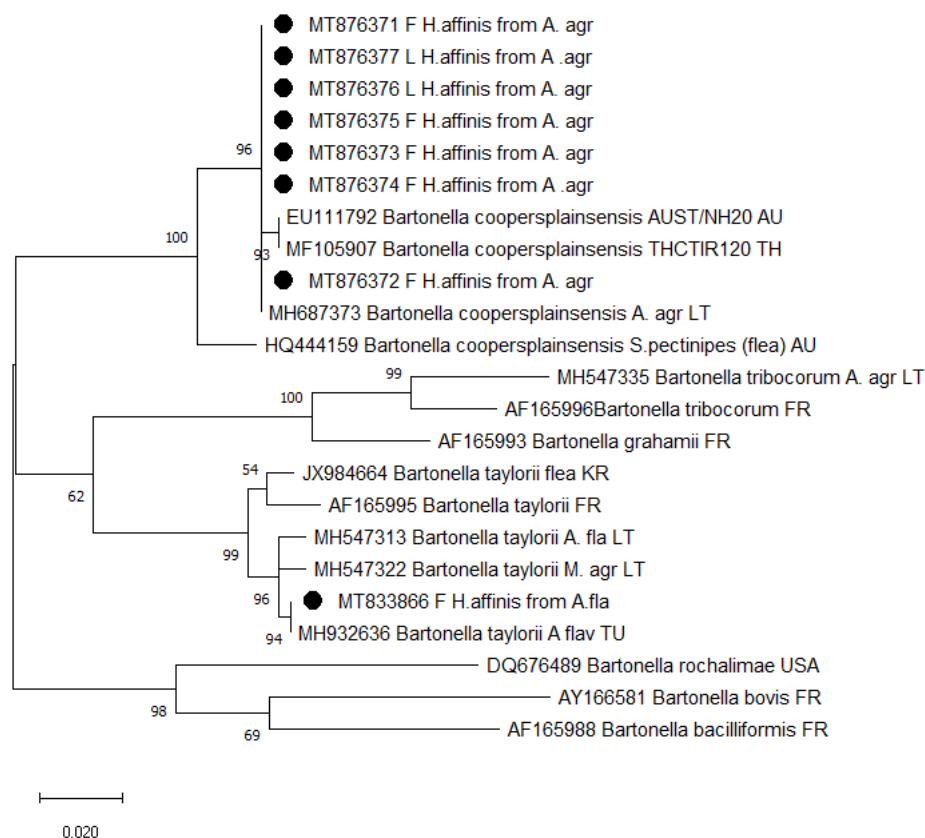 MT876371 F H.affinis from A. agr
MT876377 L H.affinis from A .agr
MT876376 L H.affinis from A. agr
MT876375 F H.affinis from A. agr
96
MT876373 F H.affinis from A. agr
MT876374 F H.affinis from A. agr
EU111792 Bartonella coopersplainsensis AUST/NH20 AU
100
93
MF105907 Bartonella coopersplainsensis THCTIR120 TH
MT876372 F H.affinis from A. agr
MH687373 Bartonella coopersplainsensis A. agr LT
HQ444159 Bartonella coopersplainsensis S.pectinipes (flea) AU
99
MH547335 Bartonella tribocorum A. agr LT
100
AF165996Bartonella tribocorum FR
AF165993 Bartonella grahamii FR
54
JX984664 Bartonella taylorii flea KR
62
AF165995 Bartonella taylorii FR
99
MH547313 Bartonella taylorii A. fla LT
MH547322 Bartonella taylorii M. agr LT
96
MT833866 F H.affinis from A.fla
94
MH932636 Bartonella taylorii A flav TU
DQ676489 Bartonella rochalimae USA
98
AY166581 Bartonella bovis FR
69
AF165988 Bartonella bacilliformis FR
0.020